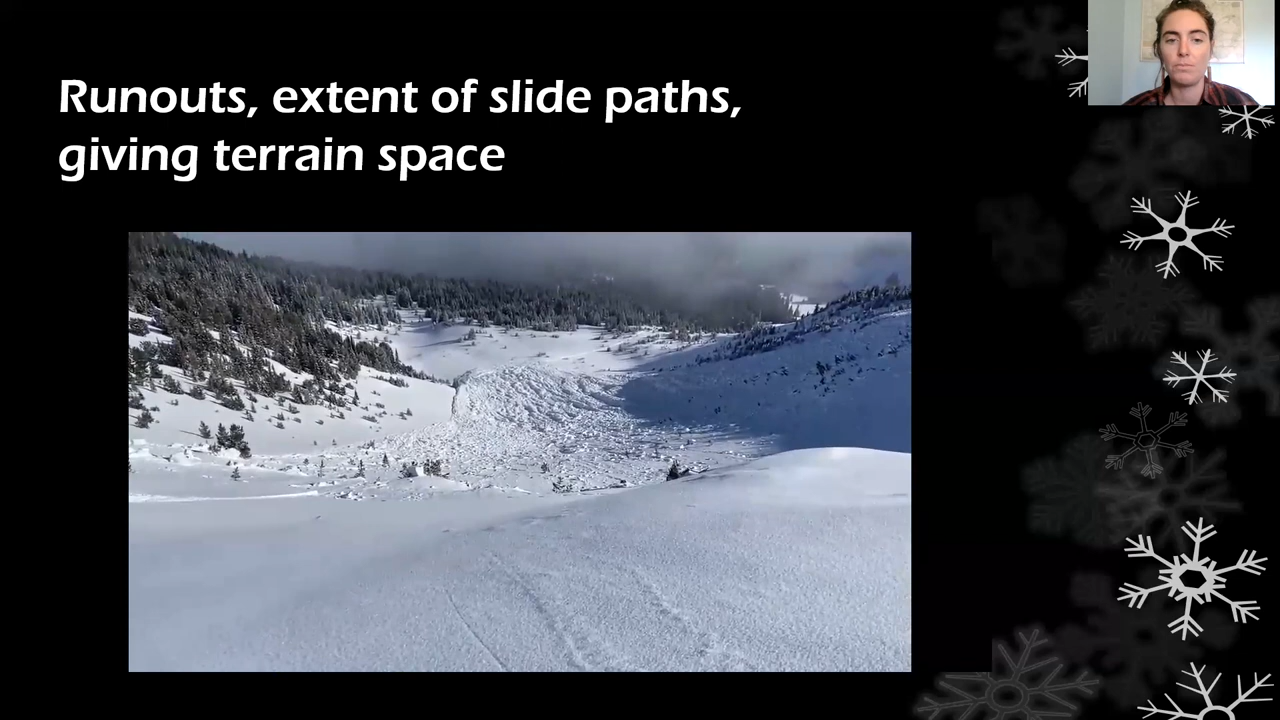 Runouts, extent of slide paths,
giving terrain space